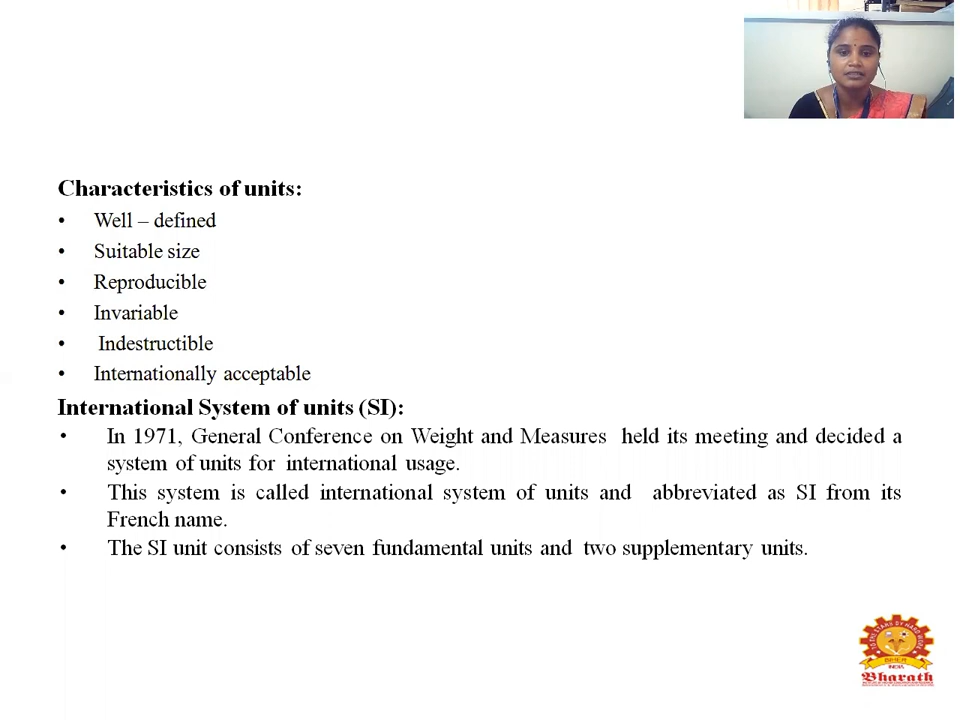 Characteristics of units:
• Well – defined
• Suitable size
• Reproducible
• Invariable
• Indestructible
• Internationally acceptable
International System of units (SI):
• In 1971, General Conference on Weight and Measures held its meeting and decided a
system of units for international usage.
• This system is called international system of units and abbreviated as SI from its
French name.
• The SI unit consists of seven fundamental units and two supplementary units.
BIHER
INDIA
Bharath